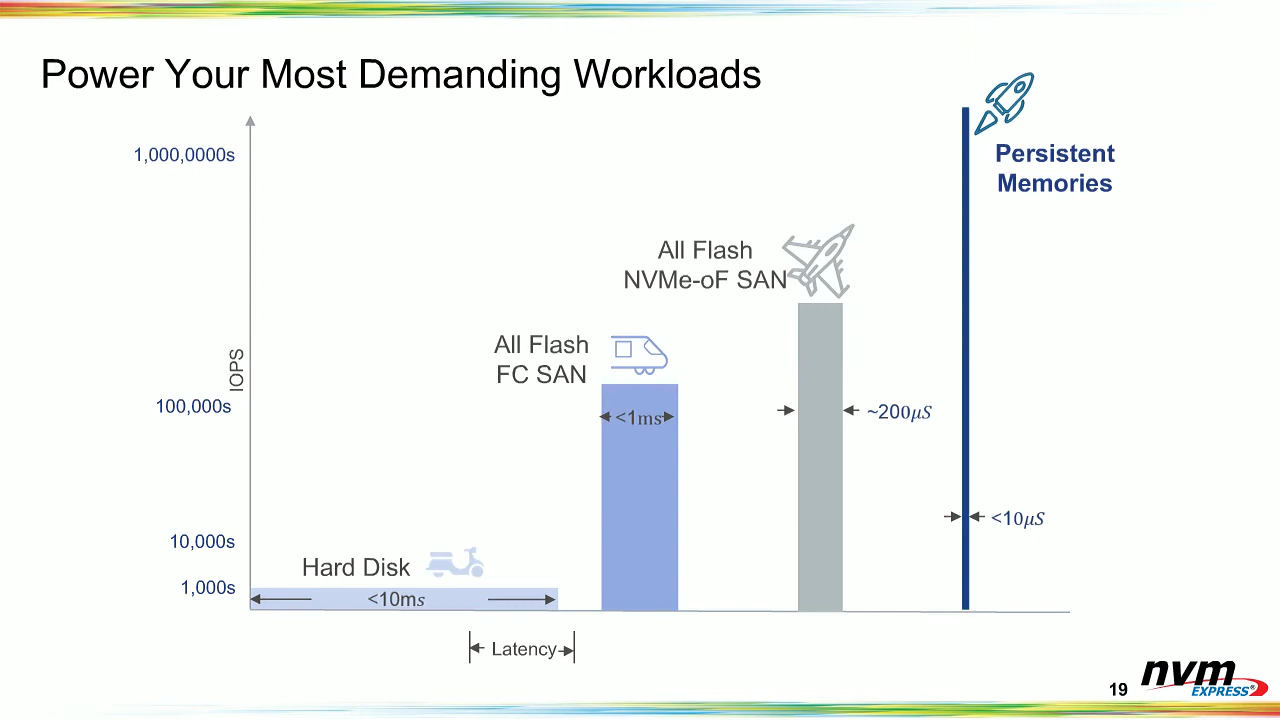 Power Your Most Demanding Workloads
1,000,0000s
Persistent
Memories
All Flash
NVMe-oF SAN
All Flash
FC SAN
IOPS
100,000s
<1ms
~200µS
<10µS
10,000s
Hard Disk
1,000s
<10ms
Latency
19
nvm
EXPRESS®